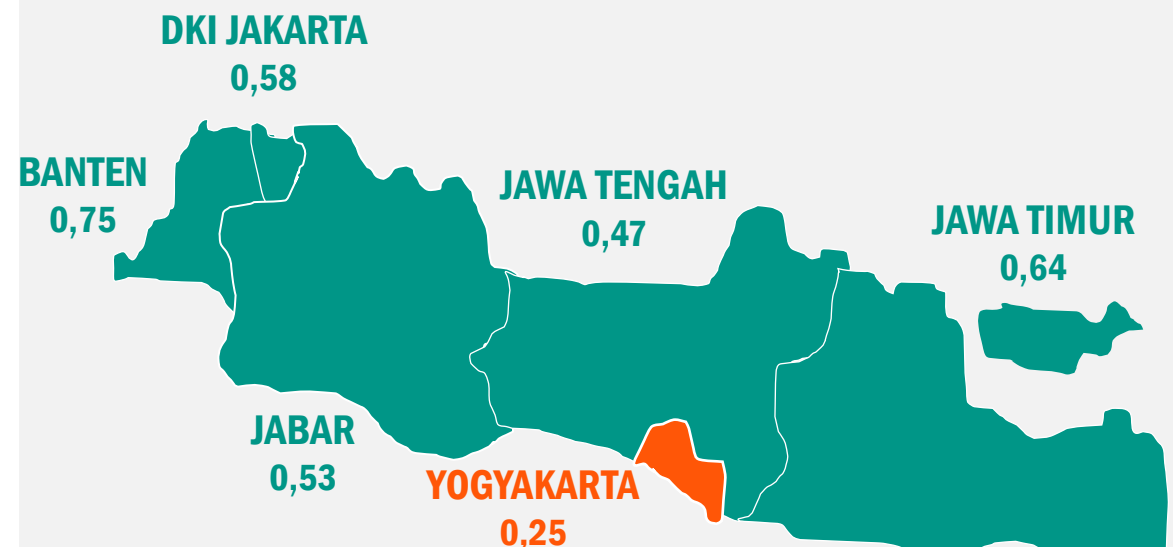 DKI JAKARTA
0,58
BANTEN
0,75
JAWA TENGAH
0,47
JAWA TIMUR
0,64
JABAR
0,53
YOGYAKARTA
0,25